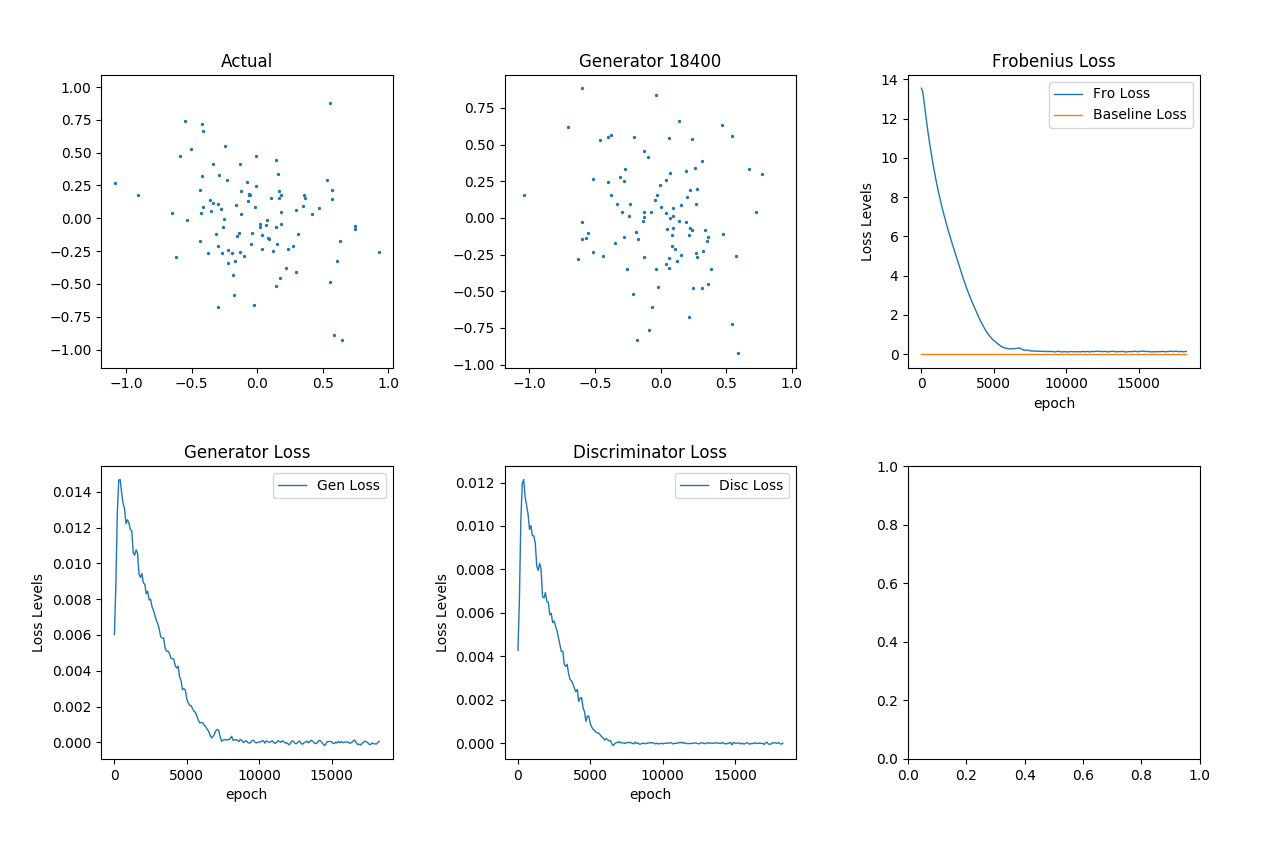 Actual
1.00
0.75
0.50
0.25
0.00
−0.25
−0.50
−0.75
−1.00
−1.0 −0.5 0.0 0.5 1.0
Generator 18400
0.75
0.50
0.25
0.00
−0.25
−0.50
−0.75
−1.00
−1.0 −0.5 0.0 0.5 1.0
Frobenius Loss
Fro Loss
Baseline Loss
Loss Levels
14
12
10
8
6
4
2
0
0 5000 10000 15000
epoch
Generator Loss
Gen Loss
Loss Levels
0.014
0.012
0.010
0.008
0.006
0.004
0.002
0.000
0 5000 10000 15000
epoch
Discriminator Loss
Disc Loss
Loss Levels
0.012
0.010
0.008
0.006
0.004
0.002
0.000
0 5000 10000 15000
epoch
1.0
0.8
0.6
0.4
0.2
0.0
0.0 0.2 0.4 0.6 0.8 1.0